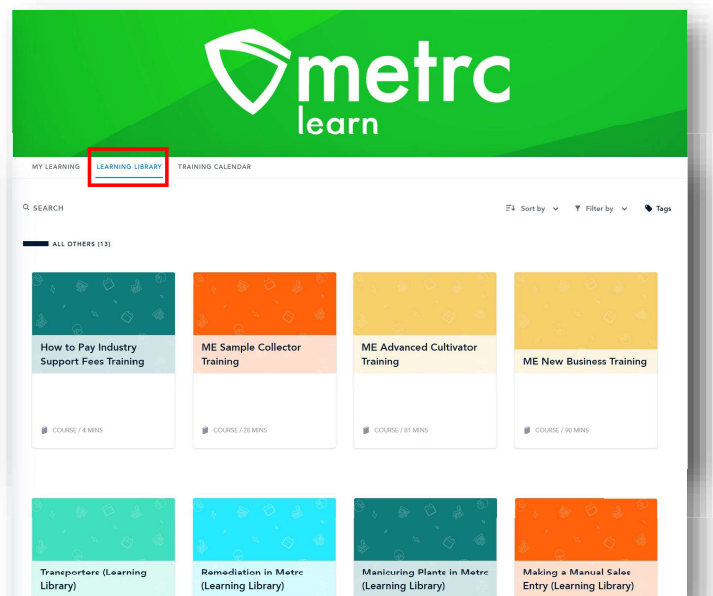 metrc
learn
MY LEARNING LEARNING LIBRARY TRAINING CALENDAR
SEARCH Sort by Filter by Tags
ALL OTHERS (13)
How to Pay Industry
Support Fees Training
COURSE / 4 MINS
ME Sample Collector
Training
COURSE / 28 MINS
ME Advanced Cultivator
Training
COURSE / 81 MINS
ME New Business Training
COURSE / 90 MINS
Transporters (Learning
Library)
Remediation in Metrc
(Learning Library)
Manicuring Plants in Metrc
(Learning Library)
Making a Manual Sales
Entry (Learning Library)